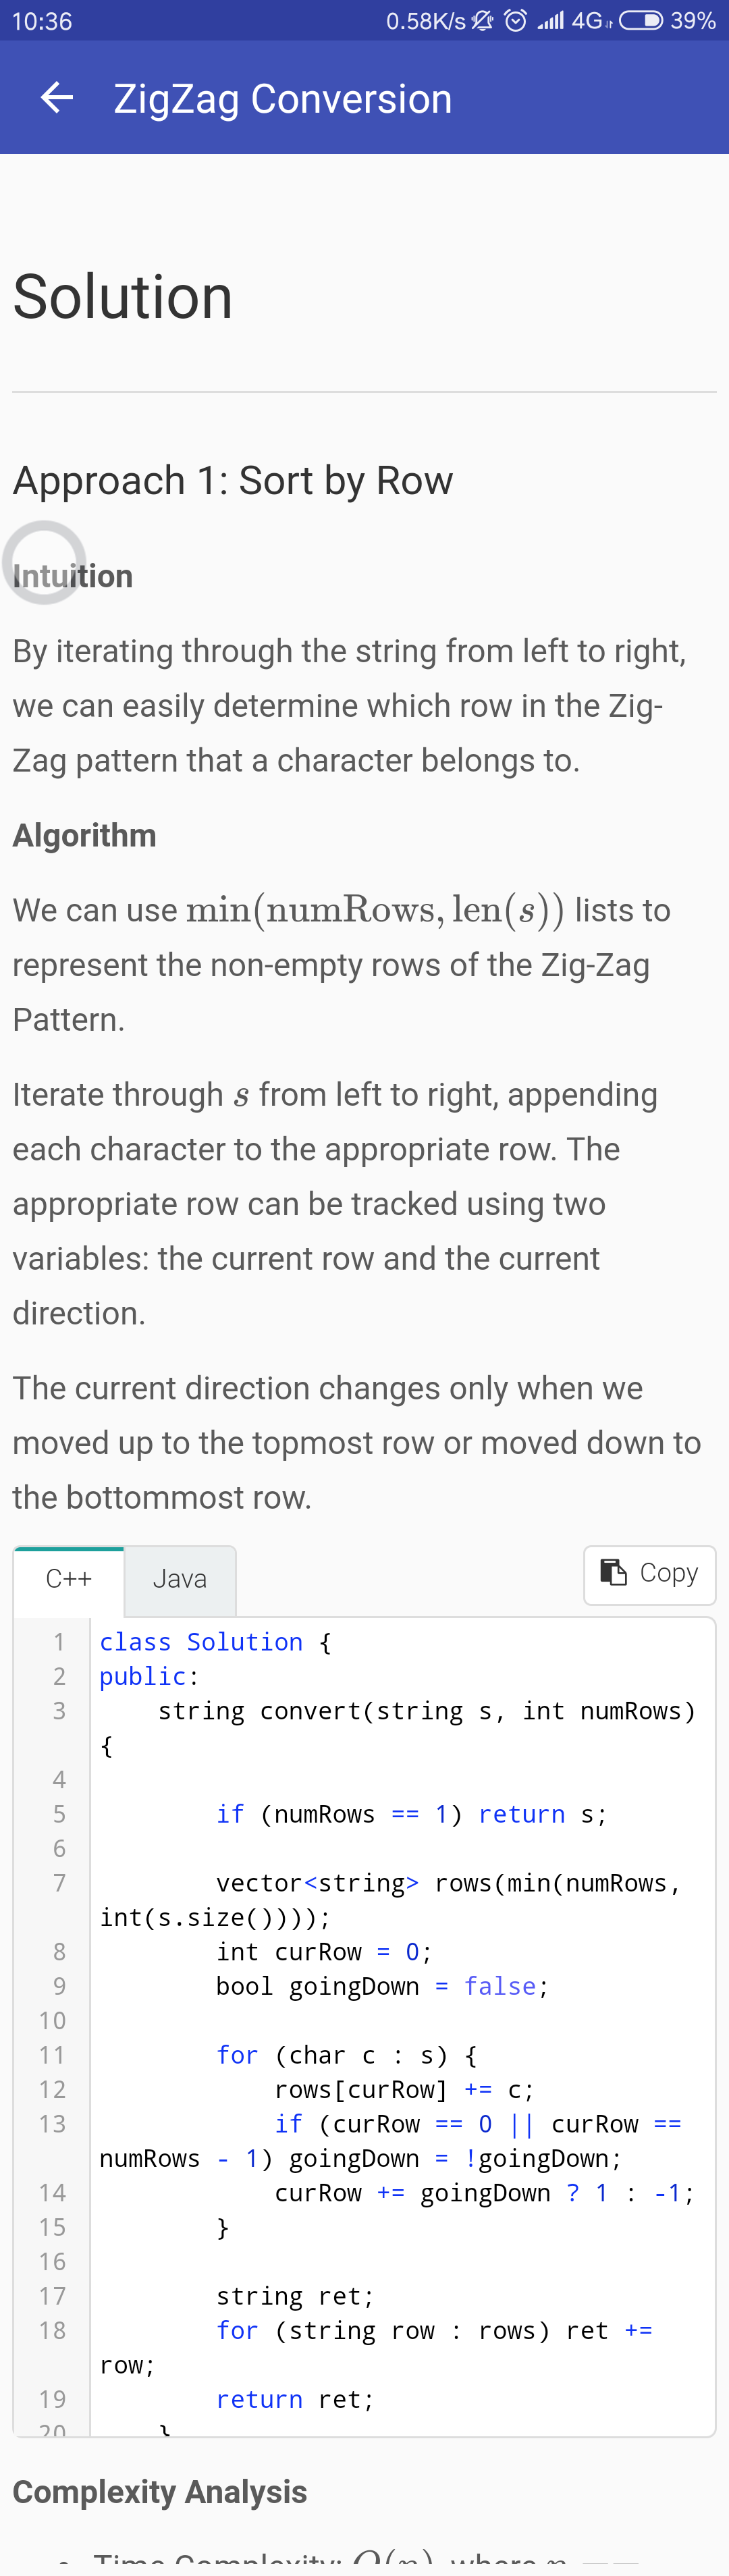 10:36
0.58K/s 4G 39%
ZigZag Conversion
Solution
Approach 1: Sort by Row
Intuition
By iterating through the string from left to right,
we can easily determine which row in the Zig-
Zag pattern that a character belongs to.
Algorithm
We can use min(numRows, len(s)) lists to
represent the non-empty rows of the Zig-Zag
Pattern.
Iterate through s from left to right, appending
each character to the appropriate row. The
appropriate row can be tracked using two
variables: the current row and the current
direction.
The current direction changes only when we
moved up to the topmost row or moved down to
the bottommost row.
C++ Java Copy
1 class Solution {
2 public:
3     string convert(string s, int numRows)
{
4
5         if (numRows == 1) return s;
6
7         vector<string> rows(min(numRows,
int(s.size())));
8         int curRow = 0;
9         bool goingDown = false;
10
11         for (char c : s) {
12             rows[curRow] += c;
13             if (curRow == 0 || curRow ==
numRows - 1) goingDown = !goingDown;
14             curRow += goingDown ? 1 : -1;
15         }
16
17         string ret;
18         for (string row : rows) ret +=
row;
19         return ret;
20     }
Complexity Analysis
• Time Complexity: O(n), where n